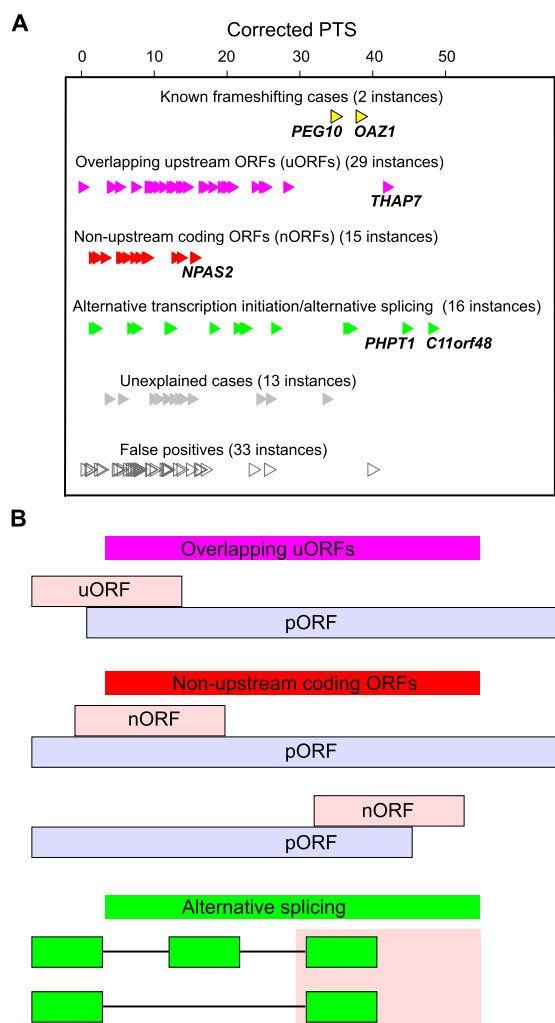 A
Corrected PTS
0 10 20 30 40 50
Known frameshifting cases (2 instances)
PEG10 OAZ1
Overlapping upstream ORFs (uORFs) (29 instances)
THAP7
Non-upstream coding ORFs (nORFs) (15 instances)
NPAS2
Alternative transcription initiation/alternative splicing (16 instances)
PHPT1 C11orf48
Unexplained cases (13 instances)
False positives (33 instances)
B
Overlapping uORFs
uORF
pORF
Non-upstream coding ORFs
nORF
pORF
nORF
pORF
Alternative splicing